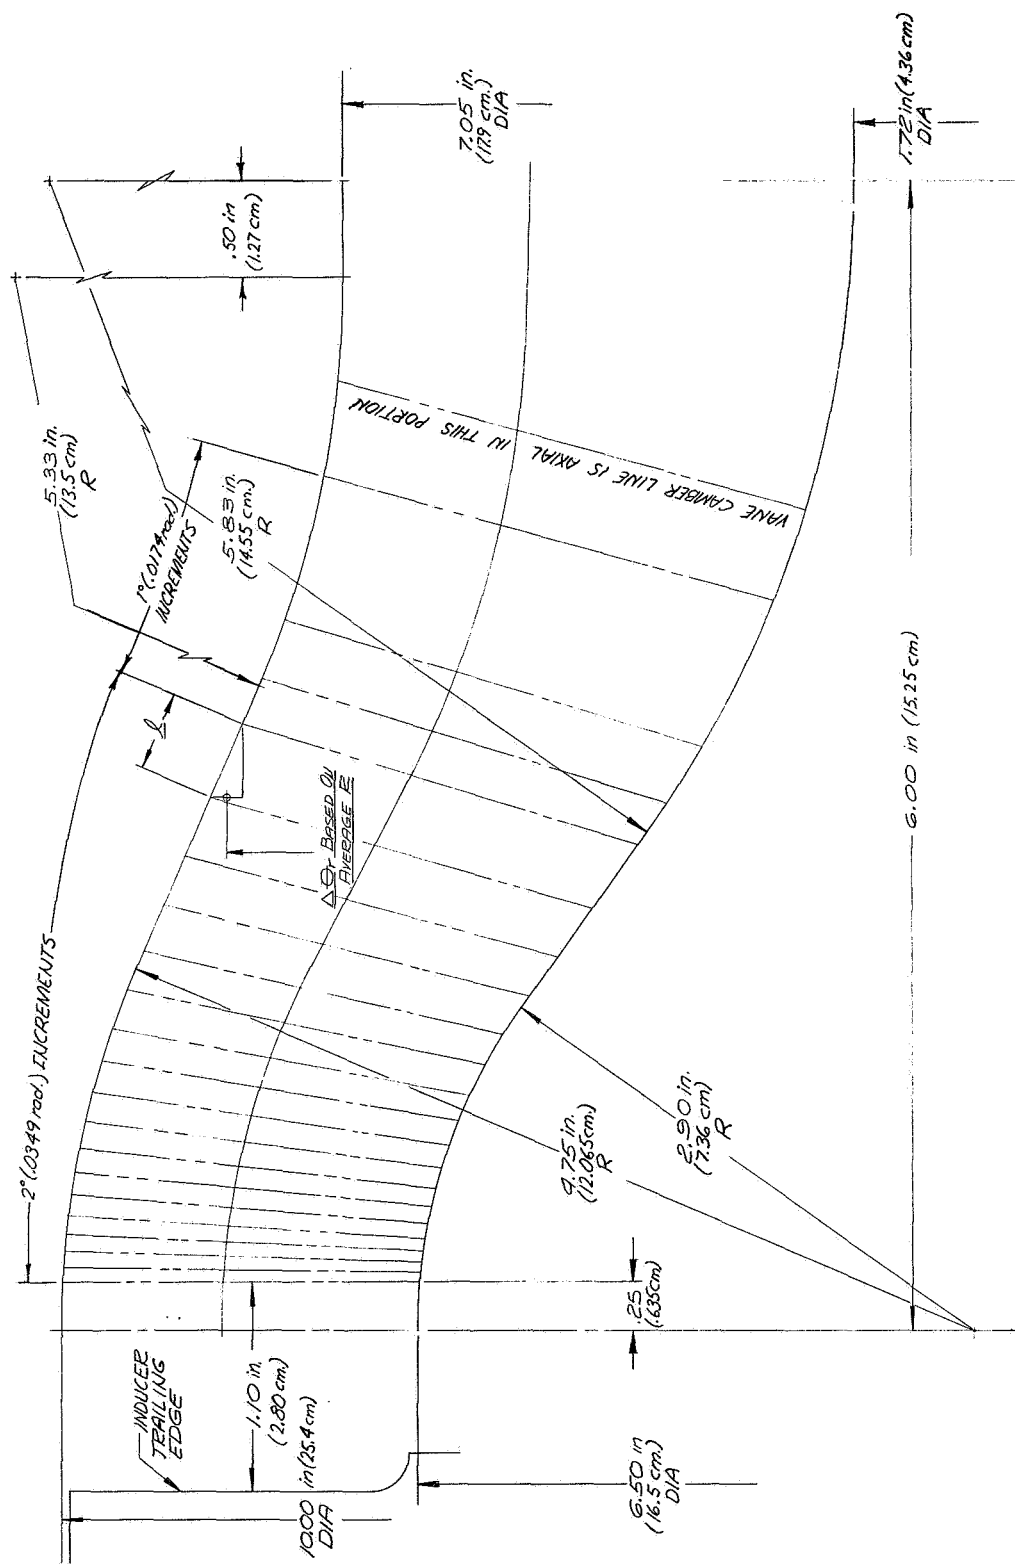 2° (.0349 rad.) INCREMENTS
1° (.0174 rad.)
INCREMENTS
5.33 in.
(13.5 cm)
R
.50 in
(1.27 cm)
7.05 in.
(17.9 cm.)
DIA
1.72 in (4.36 cm)
DIA
5.83 in.
(14.55 cm.)
R
l
Δθr BASED ON
AVERAGE R
VANE CAMBER LINE IS AXIAL IN THIS PORTION
INDUCER
TRAILING
EDGE
1.10 in.
(2.80 cm.)
10.00 in (25.4 cm)
DIA
6.50 in
(16.5 cm.)
DIA
.25
(.635cm)
4.75 in.
(12.065cm.)
R
2.90 in.
(7.36 cm)
R
6.00 in (15.25 cm)